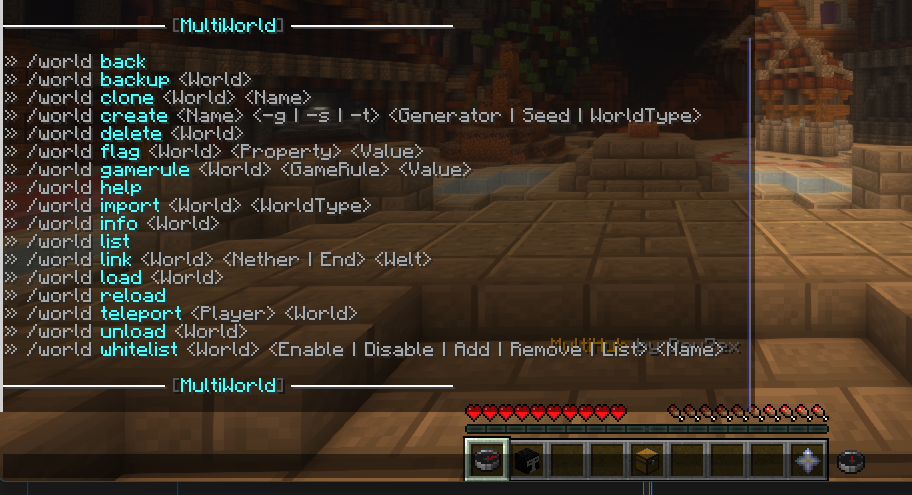 [MultiWorld]
» /world back
» /world backup <World>
» /world clone <World> <Name>
» /world create <Name> <-g | -s | -t> <Generator | Seed | WorldType>
» /world delete <World>
» /world flag <World> <Property> <Value>
» /world gamerule <World> <GameRule> <Value>
» /world help
» /world import <World> <WorldType>
» /world info <World>
» /world list
» /world link <World> <Nether | End> <Welt>
» /world load <World>
» /world reload
» /world teleport <Player> <World>
» /world unload <World>
» /world whitelist <World> <Enable | Disable | Add | Remove | List> <Name>
MultiHub by
[MultiWorld]